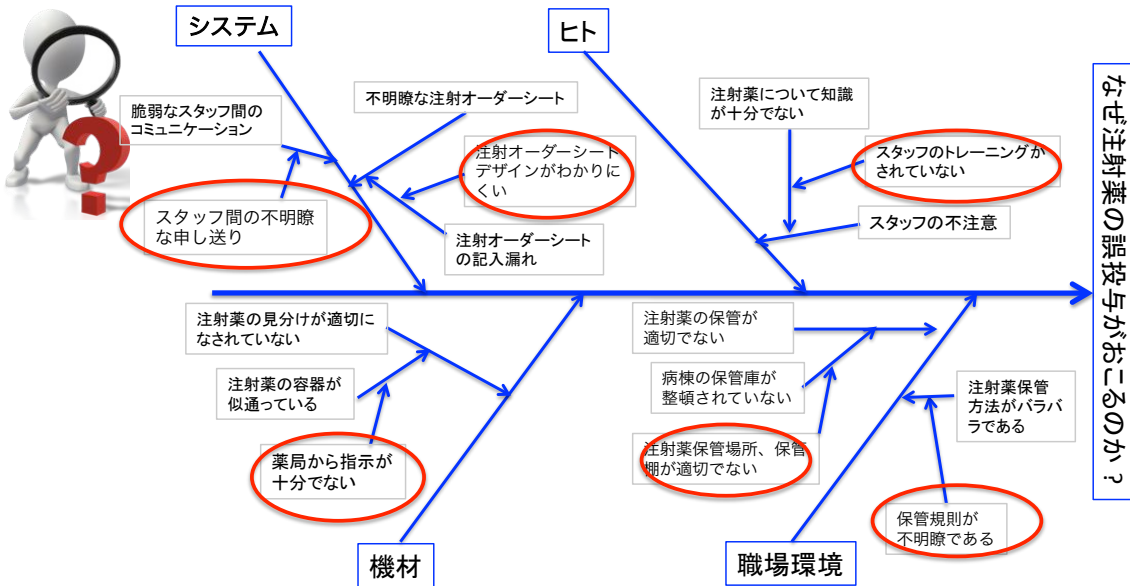 システム
ヒト
脆弱なスタッフ間の
コミュニケーション
不明瞭な注射オーダーシート
注射オーダーシート
デザインがわかりに
くい
スタッフ間の不明瞭
な申し送り
注射オーダーシート
の記入漏れ
注射薬について知識
が十分でない
スタッフのトレーニングが
されていない
スタッフの不注意
なぜ注射薬の誤投与がおこるのか?
注射薬の見分けが適切に
なされていない
注射薬の容器が
似通っている
薬局から指示が
十分でない
機材
注射薬の保管が
適切でない
病棟の保管庫が
整頓されていない
注射薬保管場所、保管
棚が適切でない
注射薬保管
方法がバラバ
ラである
保管規則が
不明瞭である
職場環境